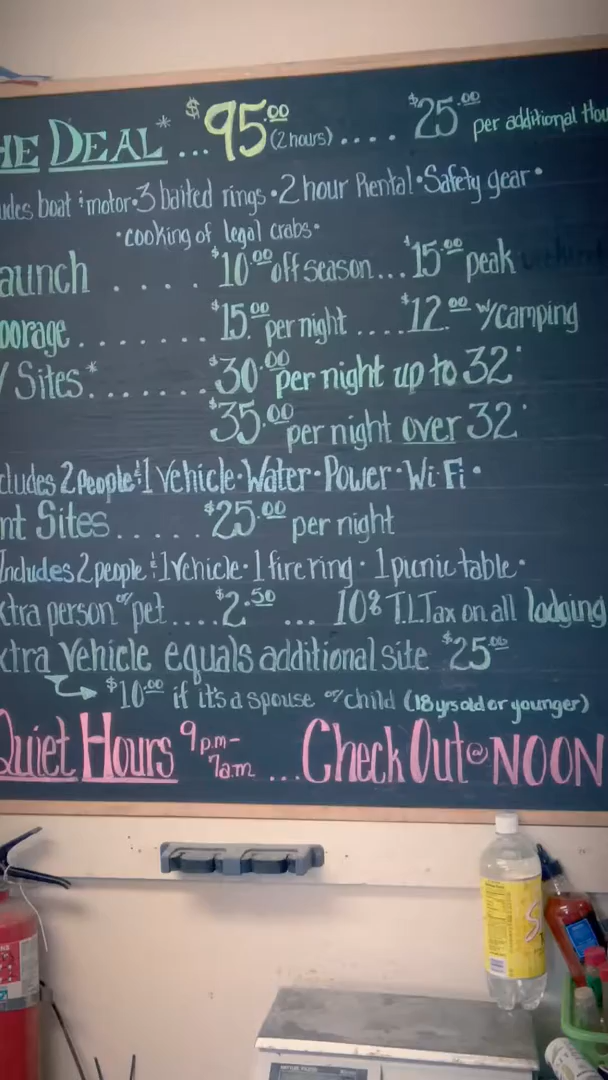 HE DEAL* ... $95.00 (2 hours) .... $25.00 per additional Hou
udes boat & motor • 3 baited rings • 2 hour Rental • Safety gear •
• cooking of legal crabs •
aunch ..... $10.00 off season... $15.00 peak
oorage ........ $15.00 per night .... $12.00 w/camping
/ Sites* ....... $30.00 per night up to 32'
$35.00 per night over 32'
cludes 2 People & 1 Vehicle • Water • Power • Wi-Fi •
nt Sites ..... $25.00 per night
Includes 2 people & 1 Vehicle • 1 fire ring • 1 picnic table •
xtra person or pet .... $2.50 ... 10% T.L.Tax on all lodging
xtra Vehicle equals additional site $25.00
$10.00 if it's a spouse or child (18 yrs old or younger)
Quiet Hours 9p.m- 7a.m ... Check Out @ NOON